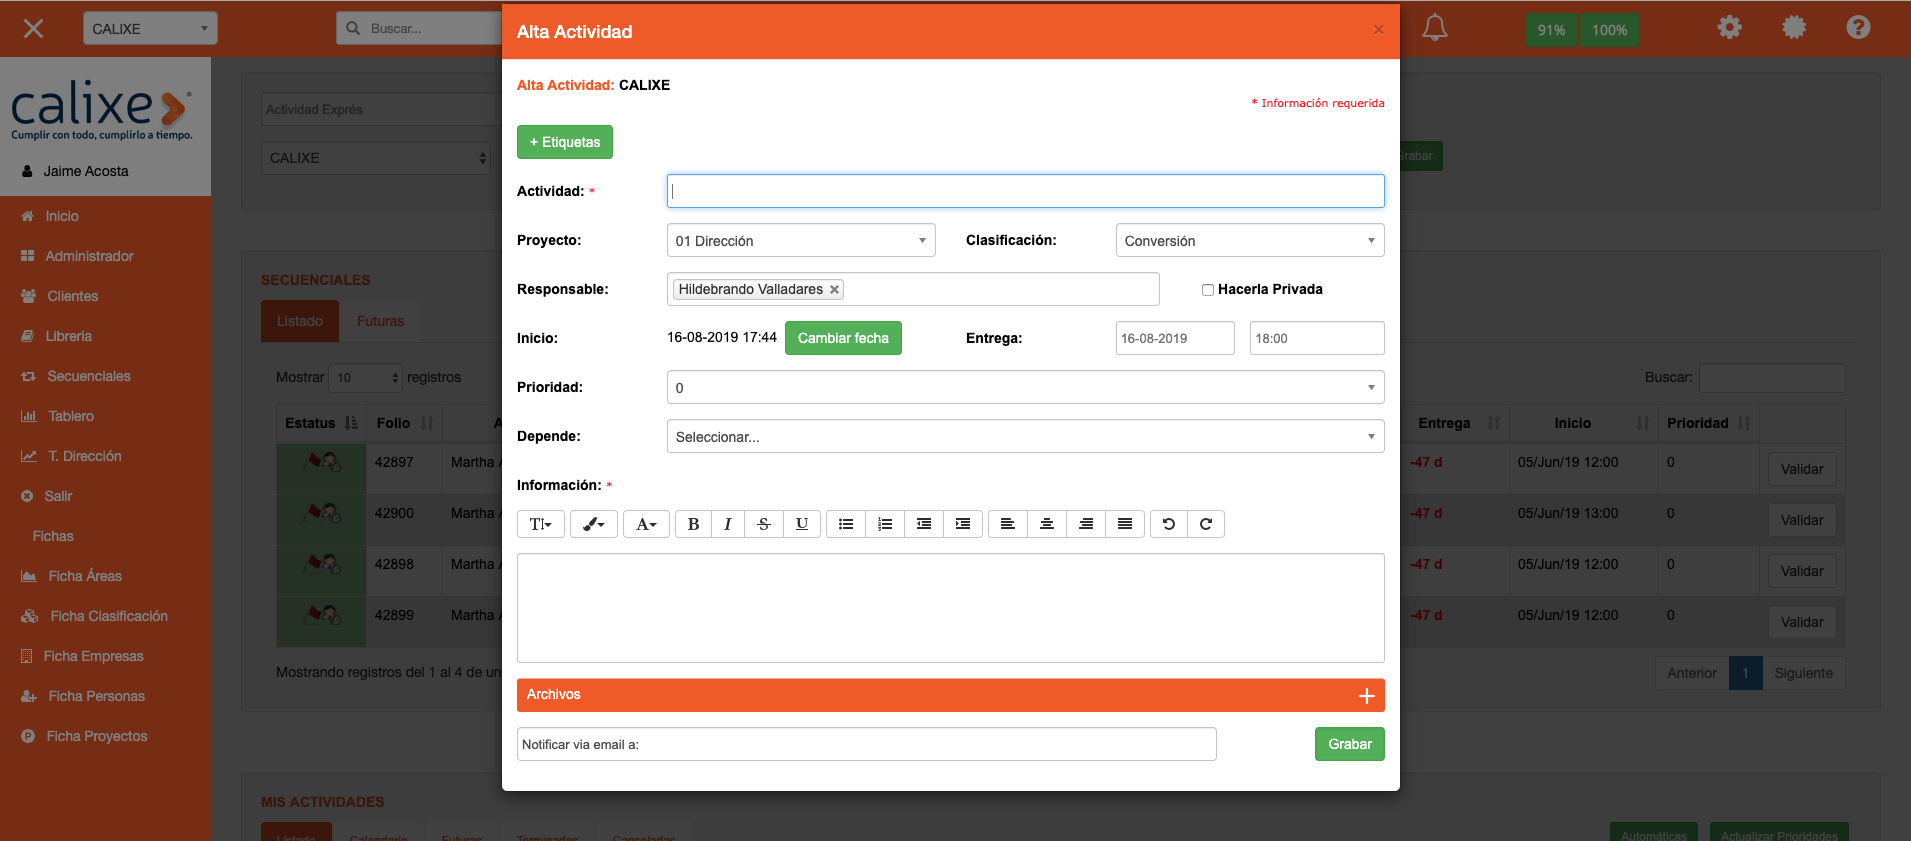 CALIXE
Buscar...
91%
100%
calixe
Cumplir con todo, cumplirlo a tiempo.
Jaime Acosta
Inicio
Administrador
Clientes
Libreria
Secuenciales
Tablero
T. Dirección
Salir
Fichas
Ficha Áreas
Ficha Clasificación
Ficha Empresas
Ficha Personas
Ficha Proyectos
Actividad Exprés
CALIXE
Grabar
SECUENCIALES
Listado
Futuras
Mostrar 10 registros
Buscar:
Estatus Folio A Entrega Inicio Prioridad
42897 Martha A -47 d 05/Jun/19 12:00 0 Validar
42900 Martha A -47 d 05/Jun/19 13:00 0 Validar
42898 Martha A -47 d 05/Jun/19 12:00 0 Validar
42899 Martha A -47 d 05/Jun/19 12:00 0 Validar
Mostrando registros del 1 al 4 de un
Anterior 1 Siguiente
MIS ACTIVIDADES
Listado Calendario Futuras Terminadas Canceladas
Automáticas Actualizar Prioridades
Alta Actividad
×
Alta Actividad: CALIXE
* Información requerida
+ Etiquetas
Actividad: *
Proyecto: 01 Dirección Clasificación: Conversión
Responsable: Hildebrando Valladares × Hacerla Privada
Inicio: 16-08-2019 17:44 Cambiar fecha Entrega: 16-08-2019 18:00
Prioridad: 0
Depende: Seleccionar...
Información: *
T! A B I S U
Archivos +
Notificar via email a: Grabar